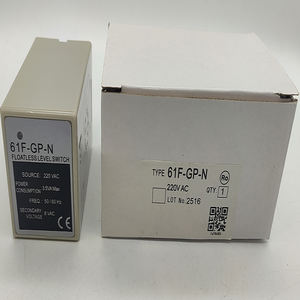 61F-GP-N
FLOATLESS LEVEL SWITCH
SOURCE: 220 VAC
POWER CONSUMPTION 3.5VA Max
FREQ. 50 / 60 Hz
SECONDARY VOLTAGE 8 VAC
TYPE 61F-GP-N
220V AC
LOT No. 2516
QTY. 1